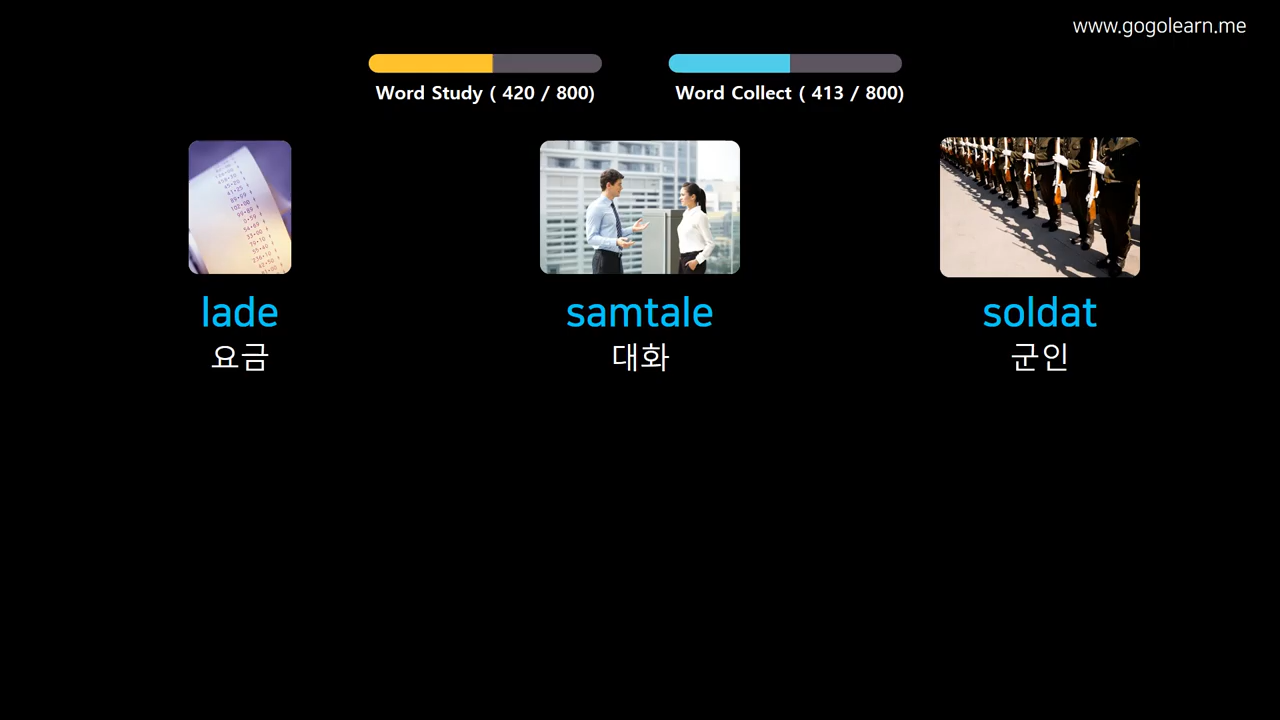 www.gogolearn.me
Word Study ( 420 / 800)
Word Collect ( 413 / 800)
lade
samtale
soldat
요금
대화
군인